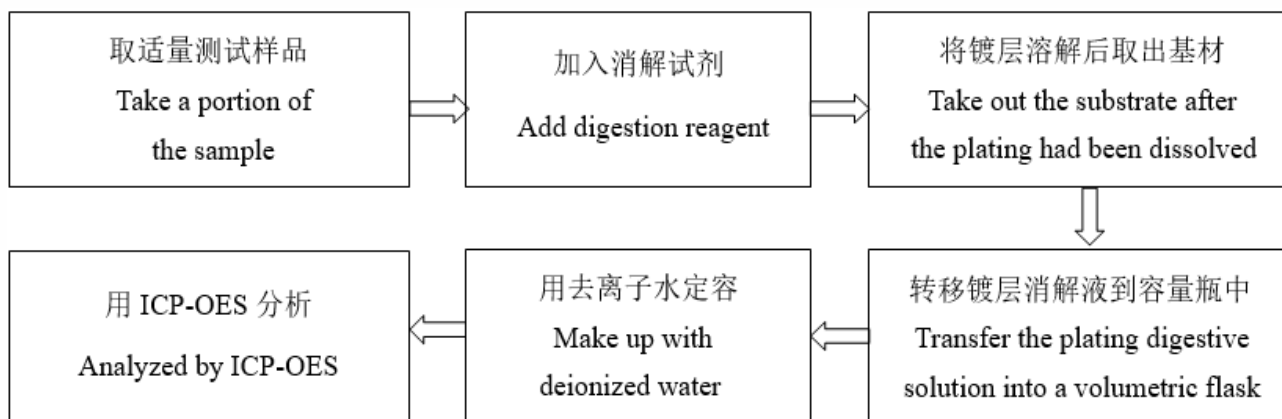 取适量测试样品
Take a portion of
the sample
加入消解试剂
Add digestion reagent
将镀层溶解后取出基材
Take out the substrate after
the plating had been dissolved
转移镀层消解液到容量瓶中
Transfer the plating digestive
solution into a volumetric flask
用去离子水定容
Make up with
deionized water
用 ICP-OES 分析
Analyzed by ICP-OES